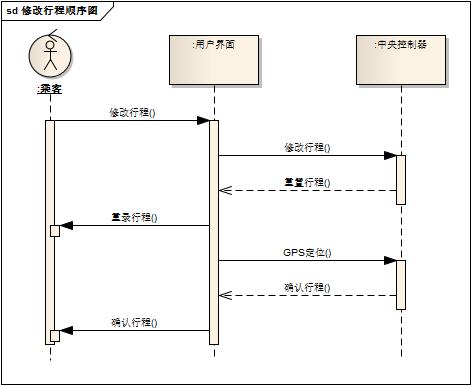 sd 修改行程顺序图
:用户界面
:中央控制器
:乘客
修改行程()
修改行程()
重置行程()
重录行程()
GPS定位()
确认行程()
确认行程()